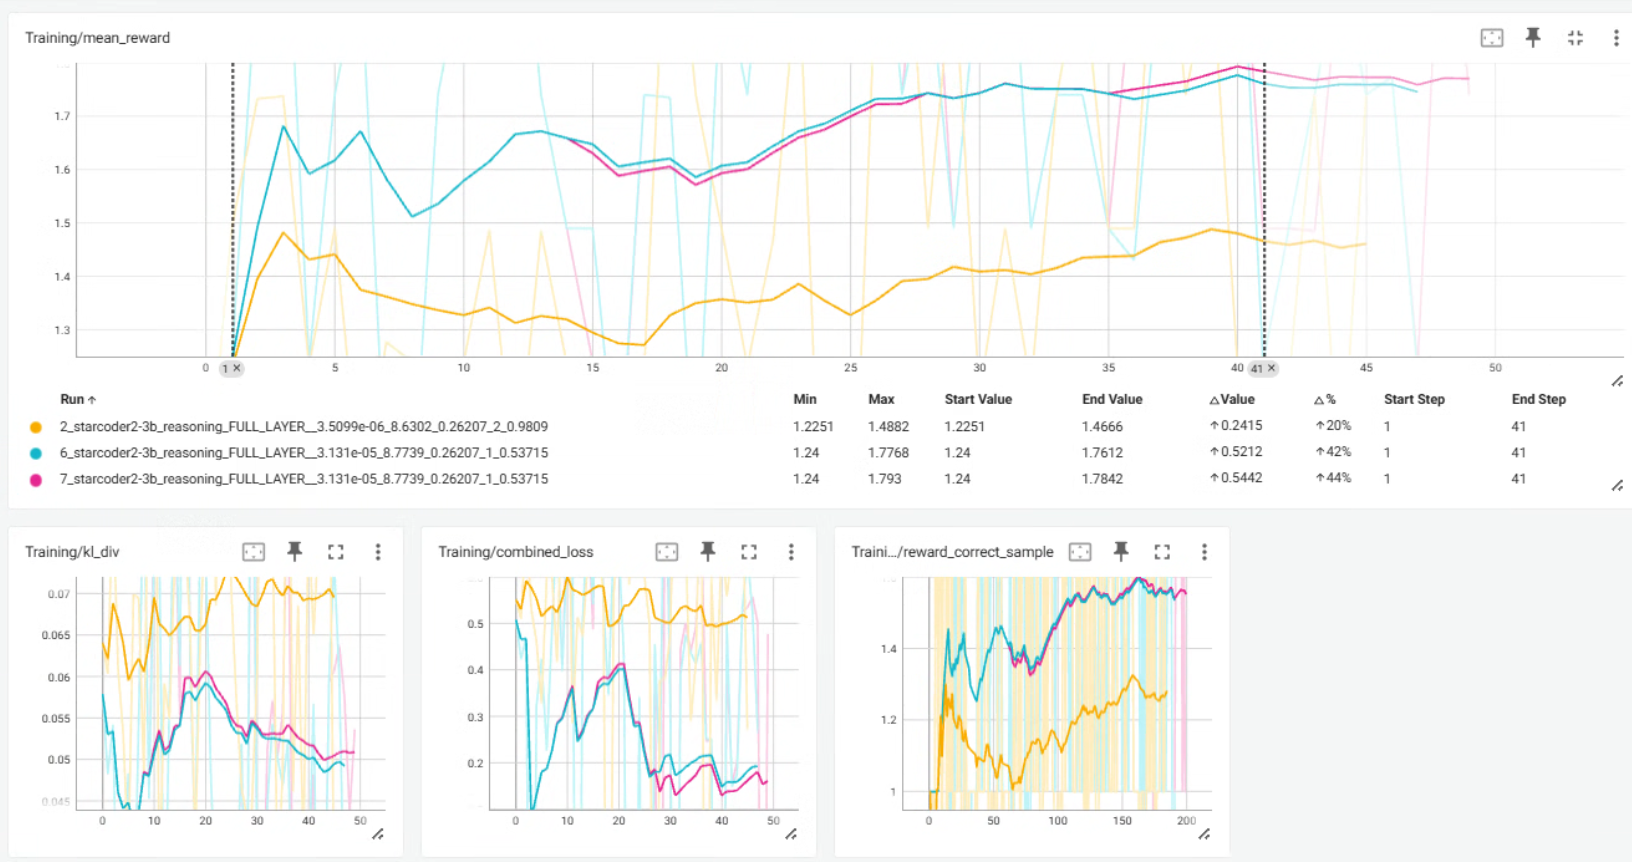 Training/mean_reward
1.7
1.6
1.5
1.4
1.3
0 1 × 5 10 15 20 25 30 35 40 41 × 45 50
Run ↑ Min Max Start Value End Value △Value △% Start Step End Step
2_starcoder2-3b_reasoning_FULL_LAYER__3.5099e-06_8.6302_0.26207_2_0.9809 1.2251 1.4882 1.2251 1.4666 ↑0.2415 ↑20% 1 41
6_starcoder2-3b_reasoning_FULL_LAYER__3.131e-05_8.7739_0.26207_1_0.53715 1.24 1.7768 1.24 1.7612 ↑0.5212 ↑42% 1 41
7_starcoder2-3b_reasoning_FULL_LAYER__3.131e-05_8.7739_0.26207_1_0.53715 1.24 1.793 1.24 1.7842 ↑0.5442 ↑44% 1 41
Training/kl_div
0.07
0.065
0.06
0.055
0.05
0.045
0 10 20 30 40 50
Training/combined_loss
0.5
0.4
0.3
0.2
0 10 20 30 40 50
Traini.../reward_correct_sample
1.4
1.2
1
0 50 100 150 200